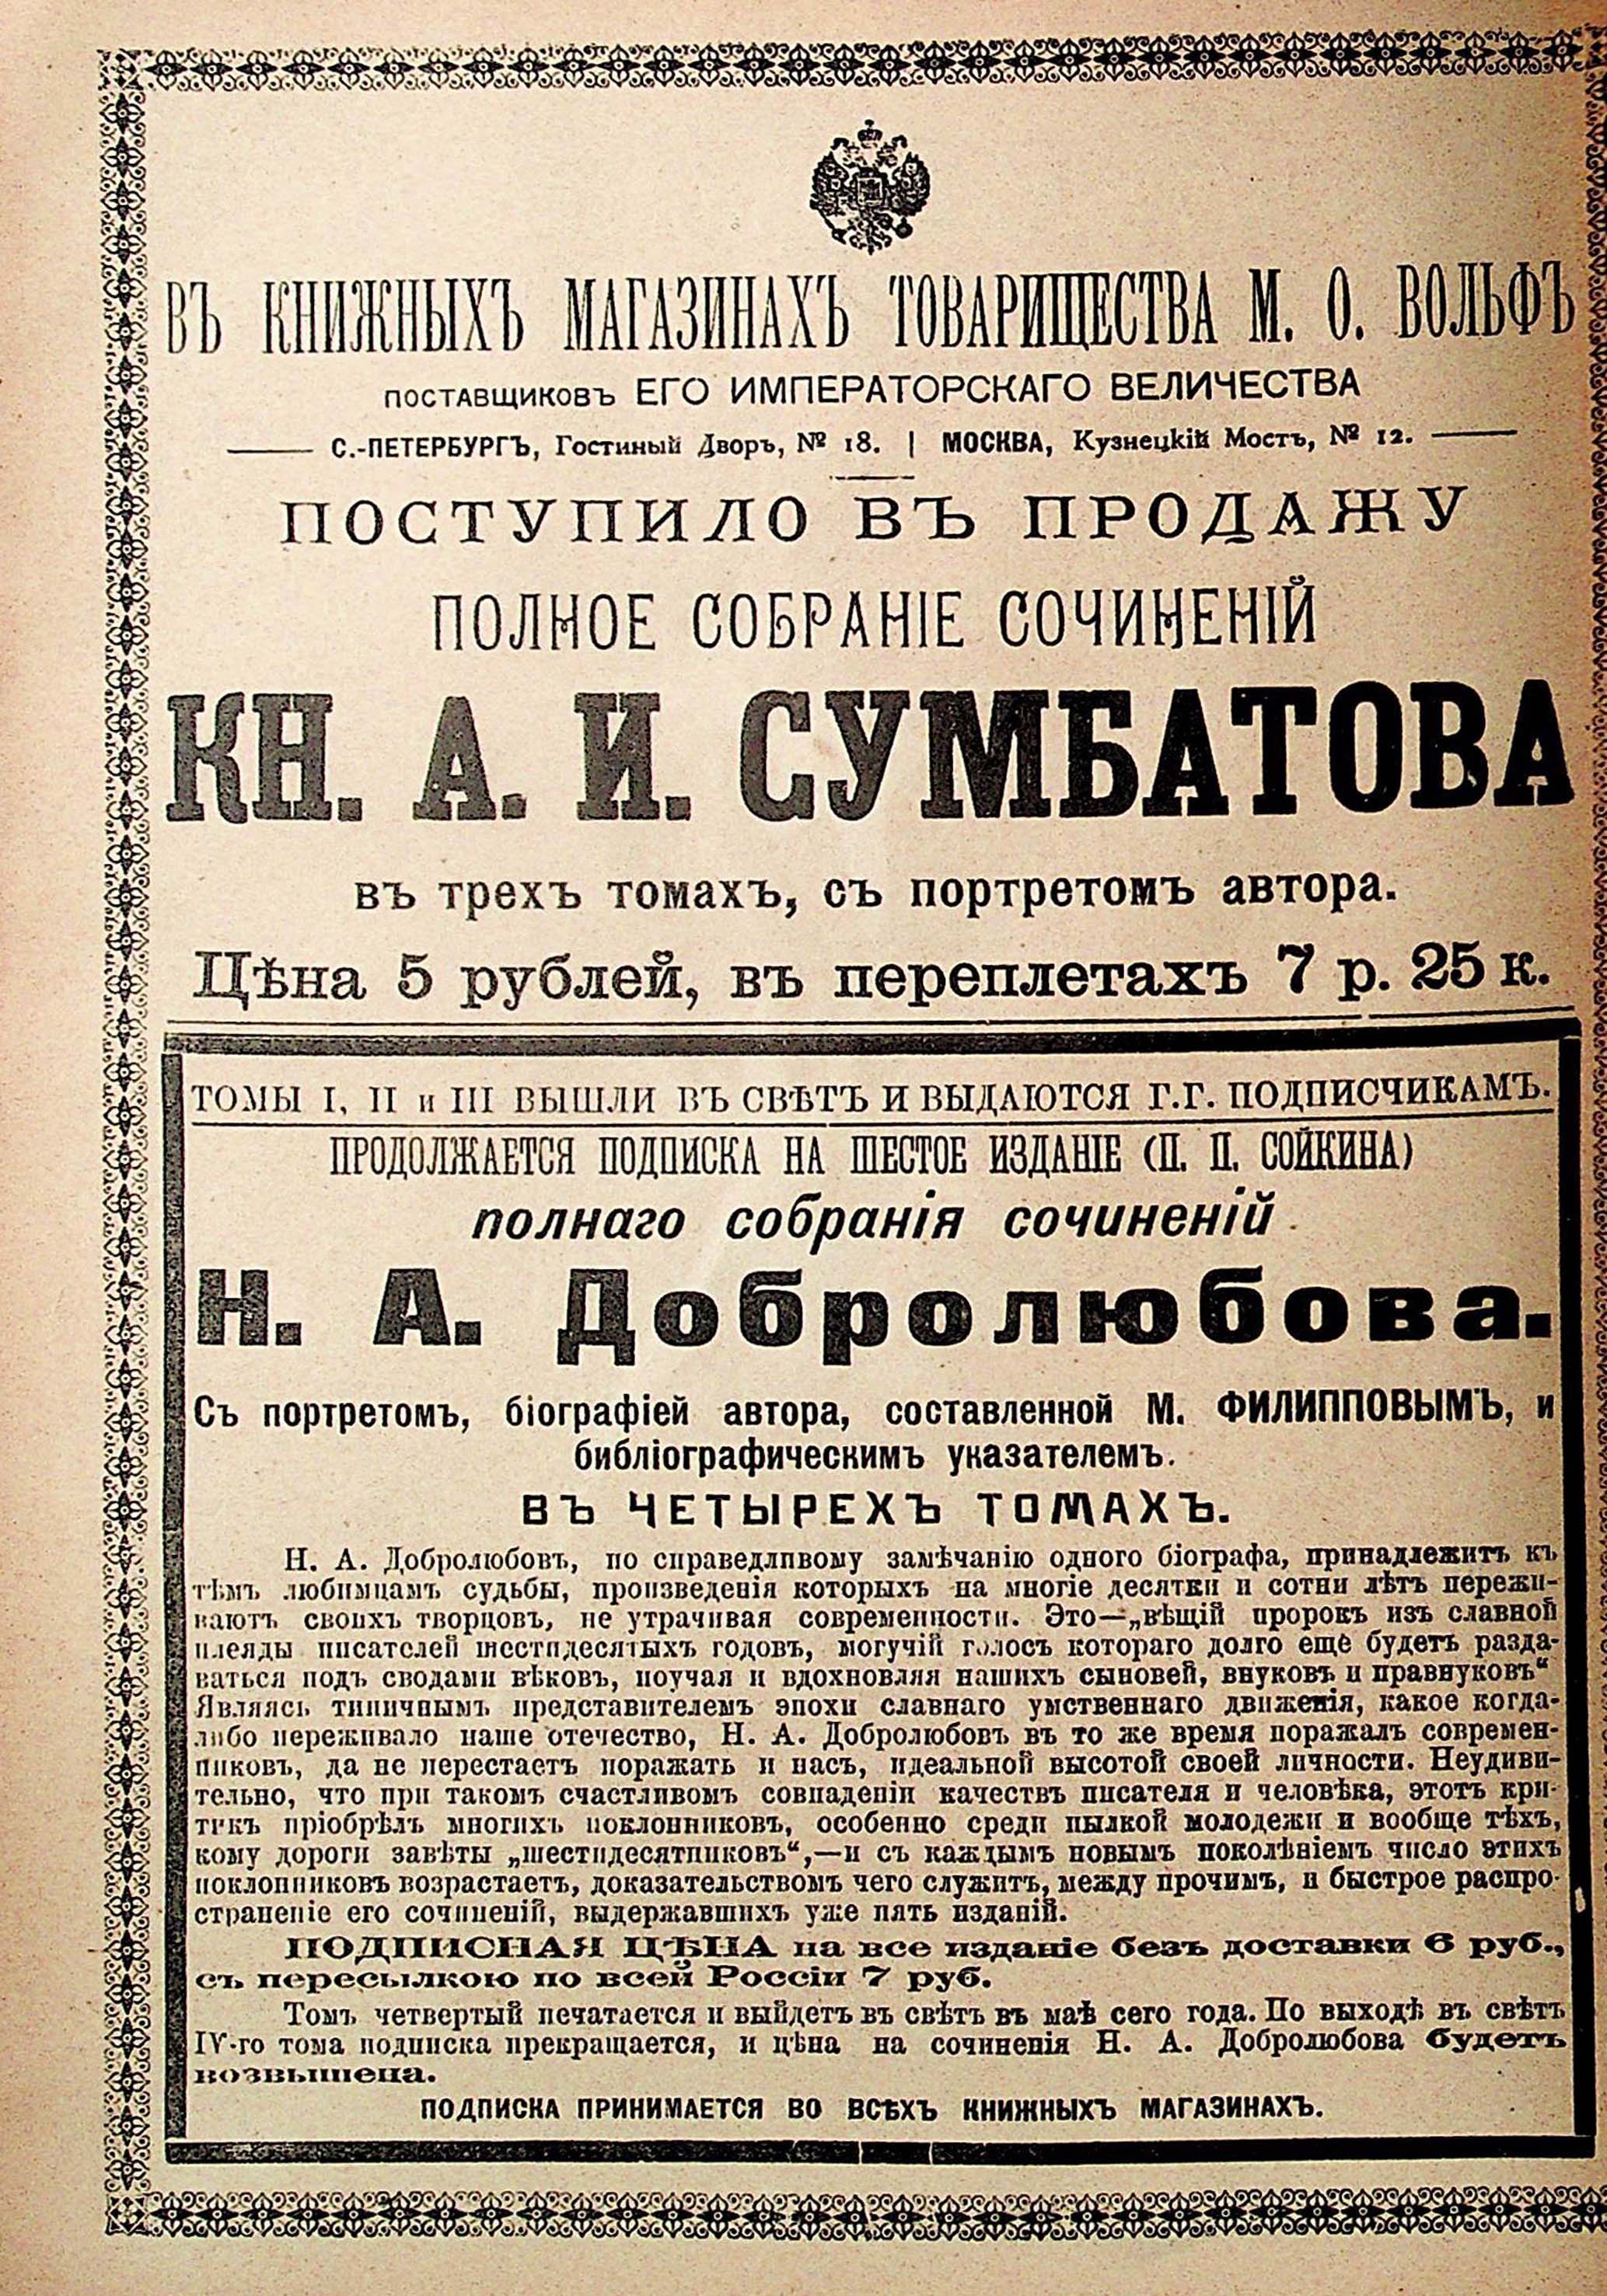 ВЪ КНИЖНЫХЪ МАГАЗИНАХЪ ТОВАРИЩЕСТВА М. О. ВОЛЬФЪ
ПОСТАВЩИКОВЪ ЕГО ИМПЕРАТОРСКАГО ВЕЛИЧЕСТВА
С.-ПЕТЕРБУРГЪ, Гостиный Дворъ, № 18. | МОСКВА, Кузнецкій Мостъ, № 12.
ПОСТУПИЛО ВЪ ПРОДАЖУ
ПОЛНОЕ СОБРАНІЕ СОЧИНЕНІЙ
КН. А. И. СУМБАТОВА
въ трехъ томахъ, съ портретомъ автора.
Цѣна 5 рублей, въ переплетахъ 7 р. 25 к.
ТОМЫ I, II и III ВЫШЛИ ВЪ СВѢТЪ И ВЫДАЮТСЯ Г.Г. ПОДПИСЧИКАМЪ.
ПРОДОЛЖАЕТСЯ ПОДПИСКА НА ШЕСТОЕ ИЗДАНІЕ (П. П. СОЙКИНА)
полнаго собранія сочиненій
Н. А. Добролюбова.
Съ портретомъ, біографіей автора, составленной М. ФИЛИППОВЫМЪ, и
библіографическимъ указателемъ.
ВЪ ЧЕТЫРЕХЪ ТОМАХЪ.
Н. А. Добролюбовъ, по справедливому замѣчанію одного біографа, принадлежитъ къ
тѣмъ любимцамъ судьбы, произведенія которыхъ на многіе десятки и сотни лѣтъ пережи-
ваютъ своихъ творцовъ, не утрачивая современности. Это—„вѣщій пророкъ изъ славной
плеяды писателей шестидесятыхъ годовъ, могучій голосъ котораго долго еще будетъ разда-
ваться подъ сводами вѣковъ, поучая и вдохновляя нашихъ сыновей, внуковъ и правнуковъ“
Являясь типичнымъ представителемъ эпохи славнаго умственнаго движенія, какое когда-
либо переживало наше отечество, Н. А. Добролюбовъ въ то же время поражалъ современ-
никовъ, да не перестаетъ поражать и насъ, идеальной высотой своей личности. Неудиви-
тельно, что при такомъ счастливомъ совпаденіи качествъ писателя и человѣка, этотъ кри-
тикъ пріобрѣлъ многихъ поклонниковъ, особенно среди пылкой молодежи и вообще тѣхъ,
кому дороги завѣты „шестидесятниковъ“,—и съ каждымъ новымъ поколѣніемъ число этихъ
поклонниковъ возрастаетъ, доказательствомъ чего служитъ, между прочимъ, и быстрое распро-
страненіе его сочиненій, выдержавшихъ уже пять изданій.
ПОДПИСНАЯ ЦѢНА на все изданіе безъ доставки 6 руб.,
съ пересылкою по всей Россіи 7 руб.
Томъ четвертый печатается и выйдетъ въ свѣтъ въ маѣ сего года. По выходѣ въ свѣтъ
IV-го тома подписка прекращается, и цѣна на сочиненія Н. А. Добролюбова будетъ
возвышена.
ПОДПИСКА ПРИНИМАЕТСЯ ВО ВСѢХЪ КНИЖНЫХЪ МАГАЗИНАХЪ.